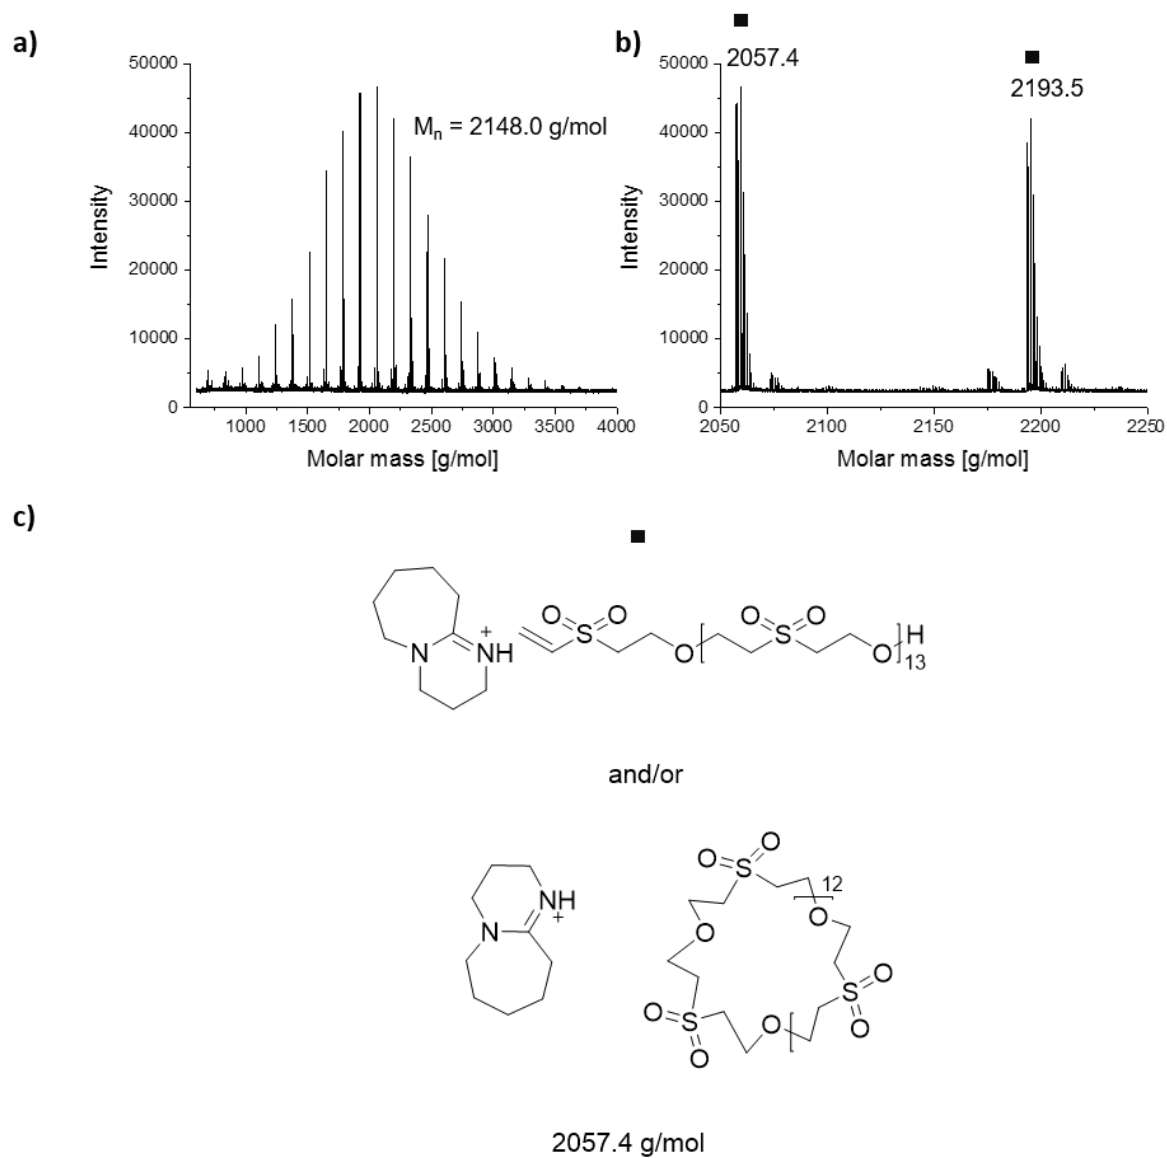 a)
50000
40000
30000
20000
10000
0
Intensity
Mn = 2148.0 g/mol
1000 1500 2000 2500 3000 3500 4000
Molar mass [g/mol]
b)
2057.4
2193.5
50000
40000
30000
20000
10000
0
Intensity
2050 2100 2150 2200 2250
Molar mass [g/mol]
c)
O O O O
S S H
+
N NH O O 13
and/or
O O
S
12
NH
+
O
N
O
O
S
O
O
S
O
O
2057.4 g/mol